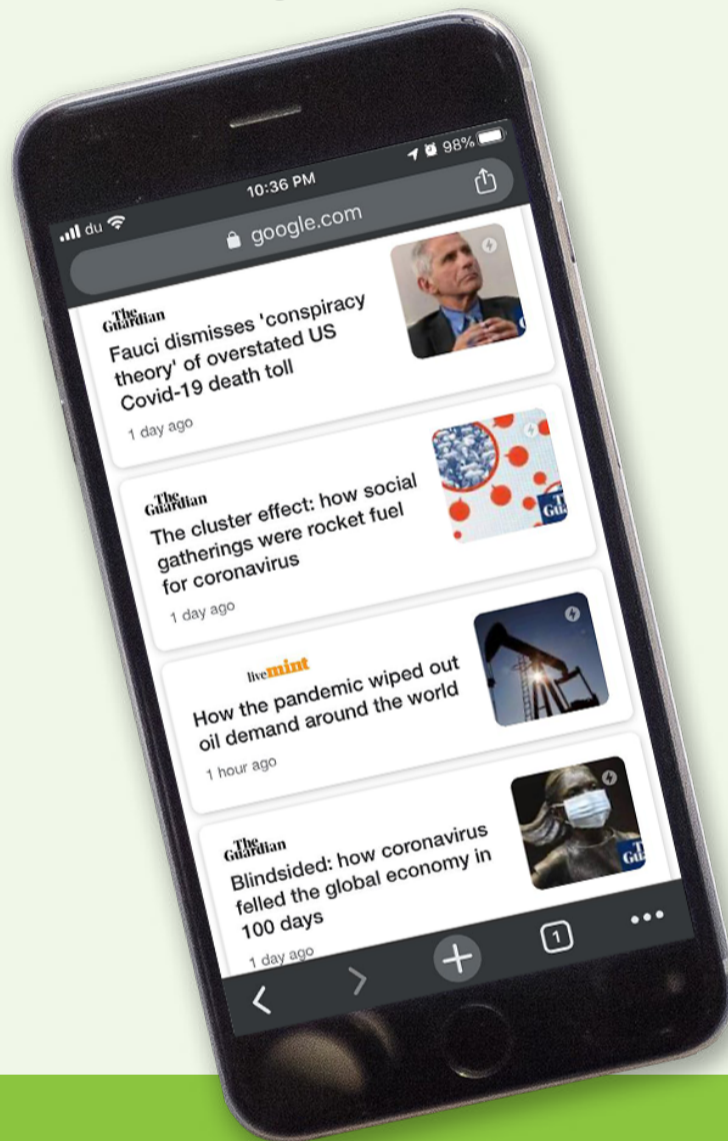 du
10:36 PM
98%
google.com
The
Guardian
Fauci dismisses 'conspiracy
theory' of overstated US
Covid-19 death toll
1 day ago
The
Guardian
The cluster effect: how social
gatherings were rocket fuel
for coronavirus
1 day ago
T
Gu
livemint
How the pandemic wiped out
oil demand around the world
1 hour ago
The
Guardian
Blindsided: how coronavirus
felled the global economy in
100 days
1 day ago
T
Gu
1